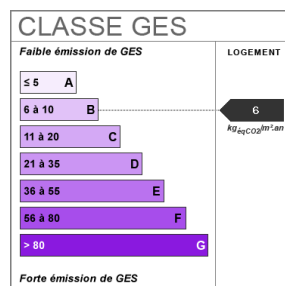 CLASSE GES
Faible émission de GES
LOGEMENT
≤ 5 A
6 à 10 B
6
kgéqCO2/m².an
11 à 20 C
21 à 35 D
36 à 55 E
56 à 80 F
> 80 G
Forte émission de GES